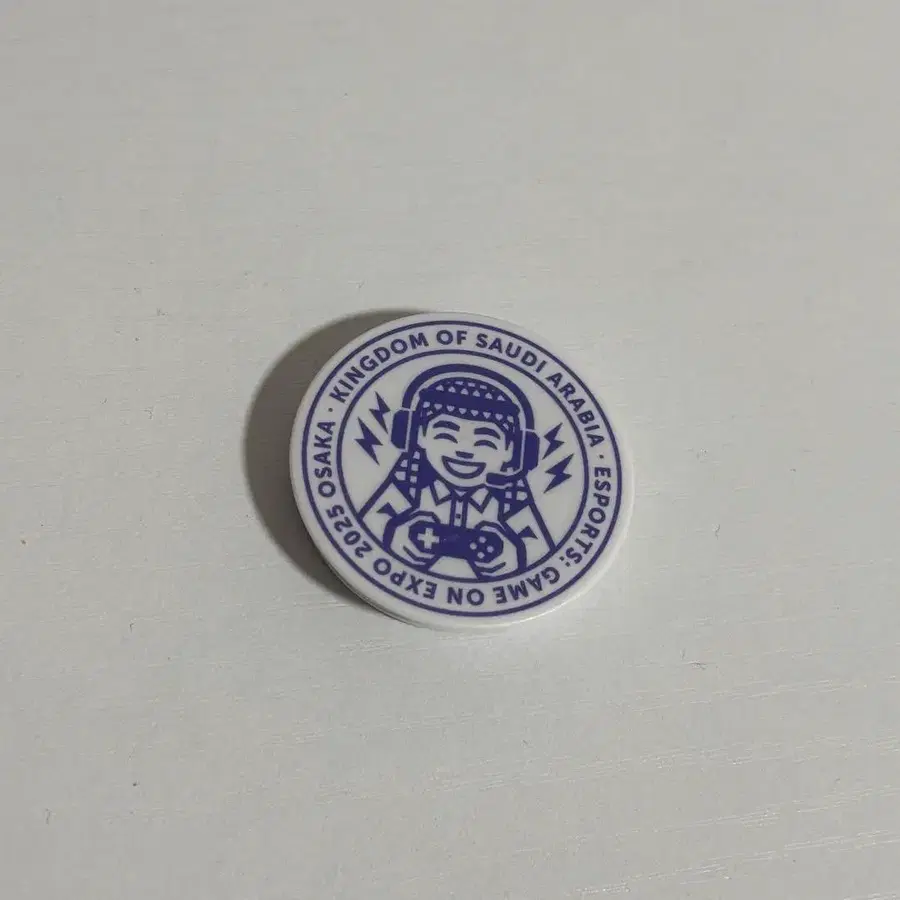 KINGDOM OF SAUDI ARABIA · ESPORTS: GAME ON EXPO 2025 OSAKA ·